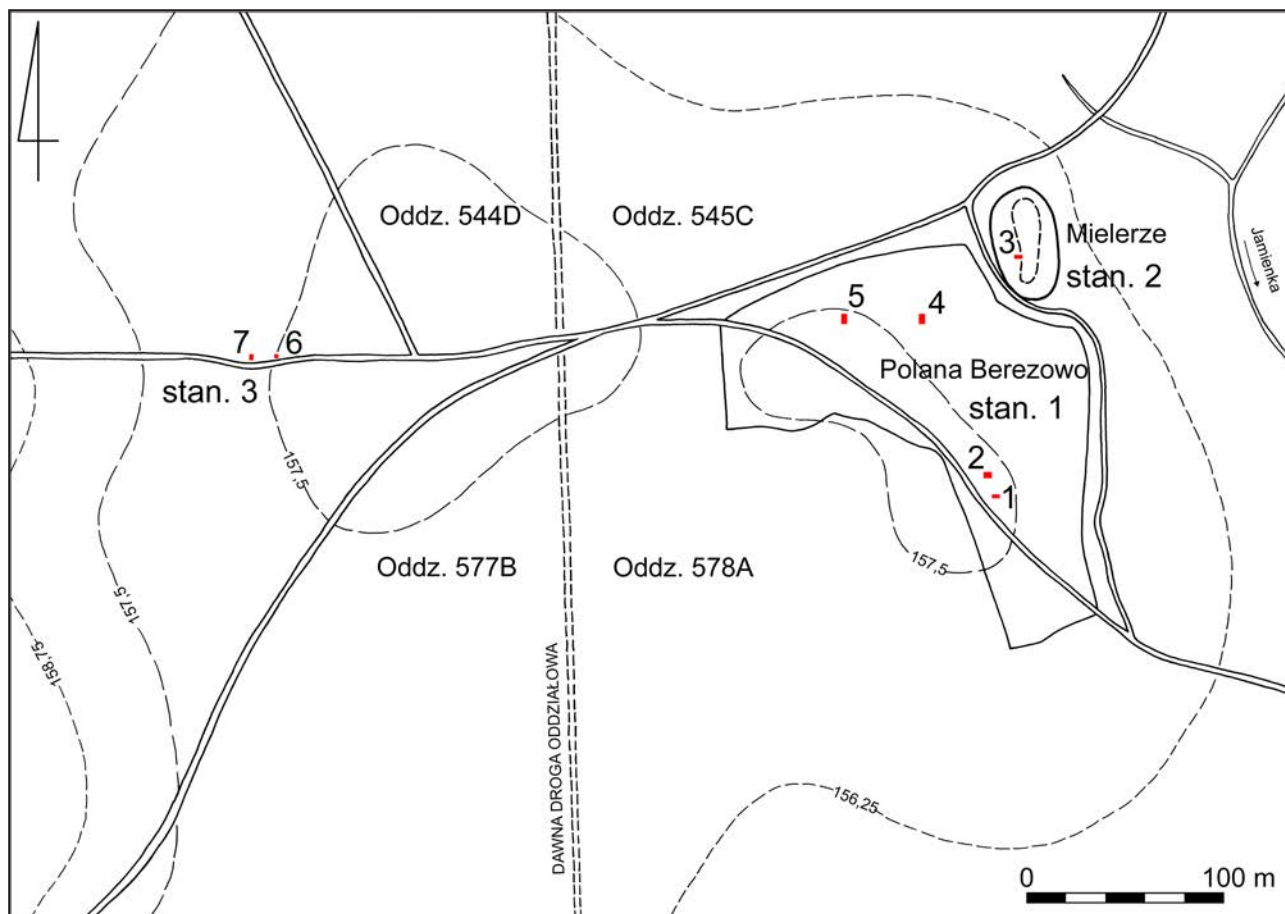 Oddz. 544D
Oddz. 545C
Mielerze
stan. 2
3
Jamienka
5
4
7
6
stan. 3
Polana Berezowo
stan. 1
2
1
157,5
157,5
157,5
158,75
Oddz. 577B
Oddz. 578A
DAWNA DROGA ODDZIAŁOWA
156,25
0
100 m